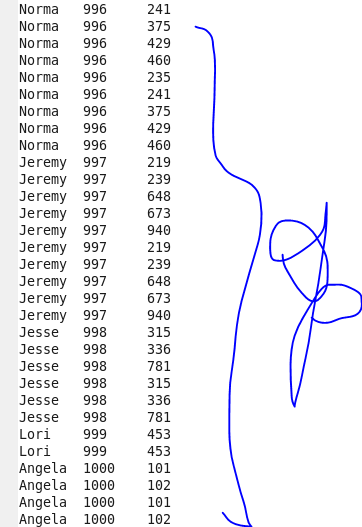 Norma 996 241
Norma 996 375
Norma 996 429
Norma 996 460
Norma 996 235
Norma 996 241
Norma 996 375
Norma 996 429
Norma 996 460
Jeremy 997 219
Jeremy 997 239
Jeremy 997 648
Jeremy 997 673
Jeremy 997 940
Jeremy 997 219
Jeremy 997 239
Jeremy 997 648
Jeremy 997 673
Jeremy 997 940
Jesse 998 315
Jesse 998 336
Jesse 998 781
Jesse 998 315
Jesse 998 336
Jesse 998 781
Lori 999 453
Lori 999 453
Angela 1000 101
Angela 1000 102
Angela 1000 101
Angela 1000 102